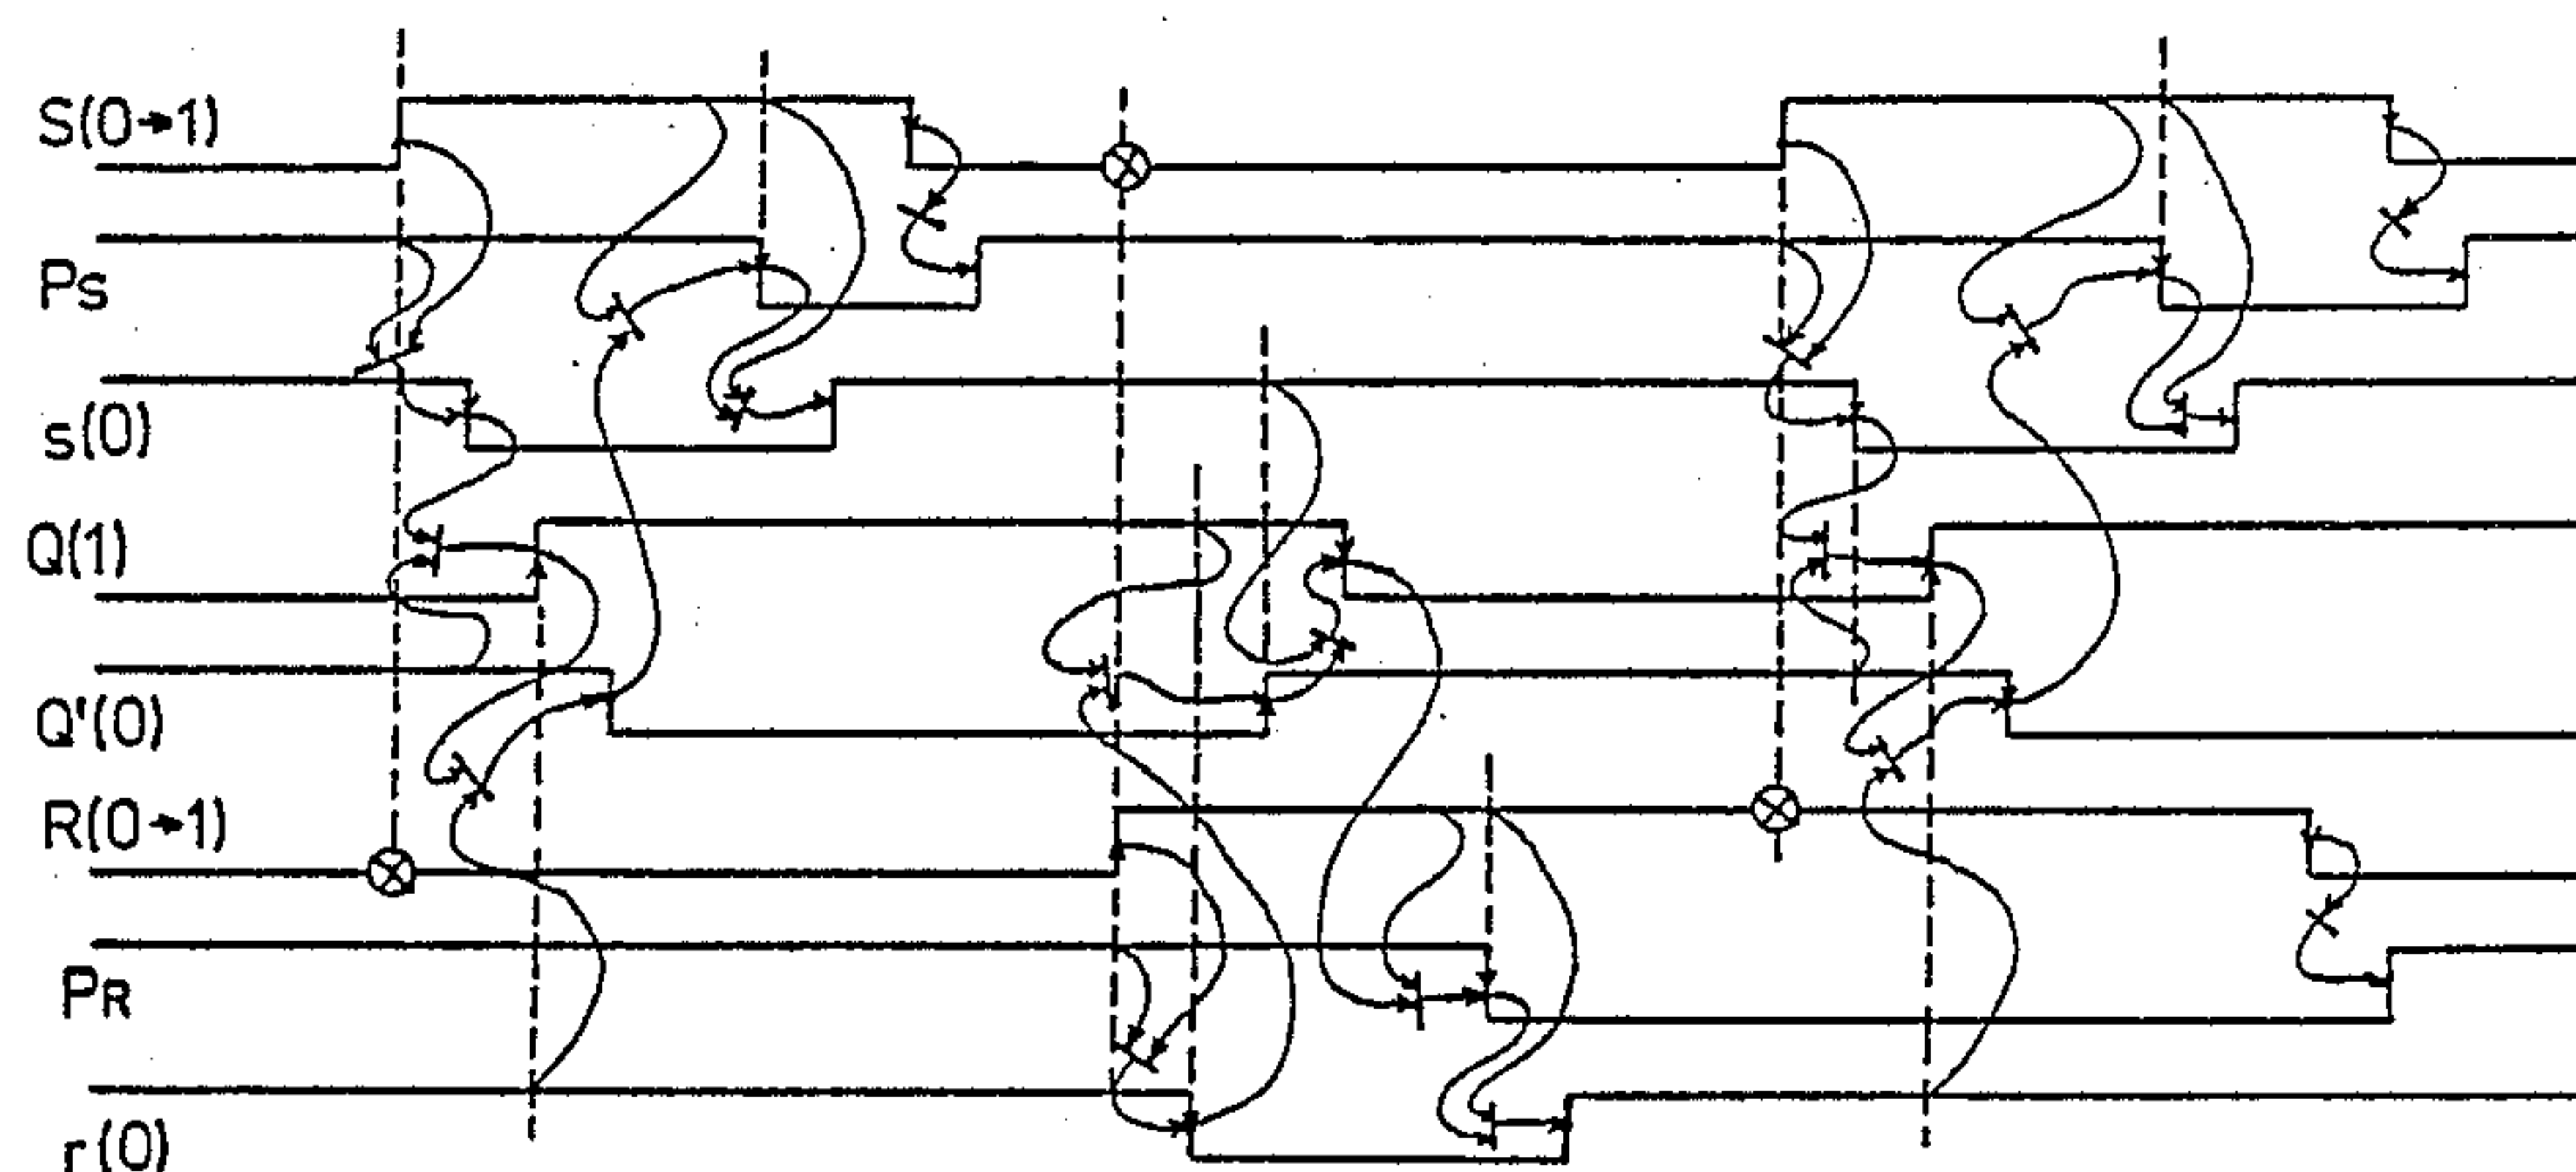 S(0→1)
Ps
s(0)
Q(1)
Q'(0)
R(0→1)
PR
r(0)